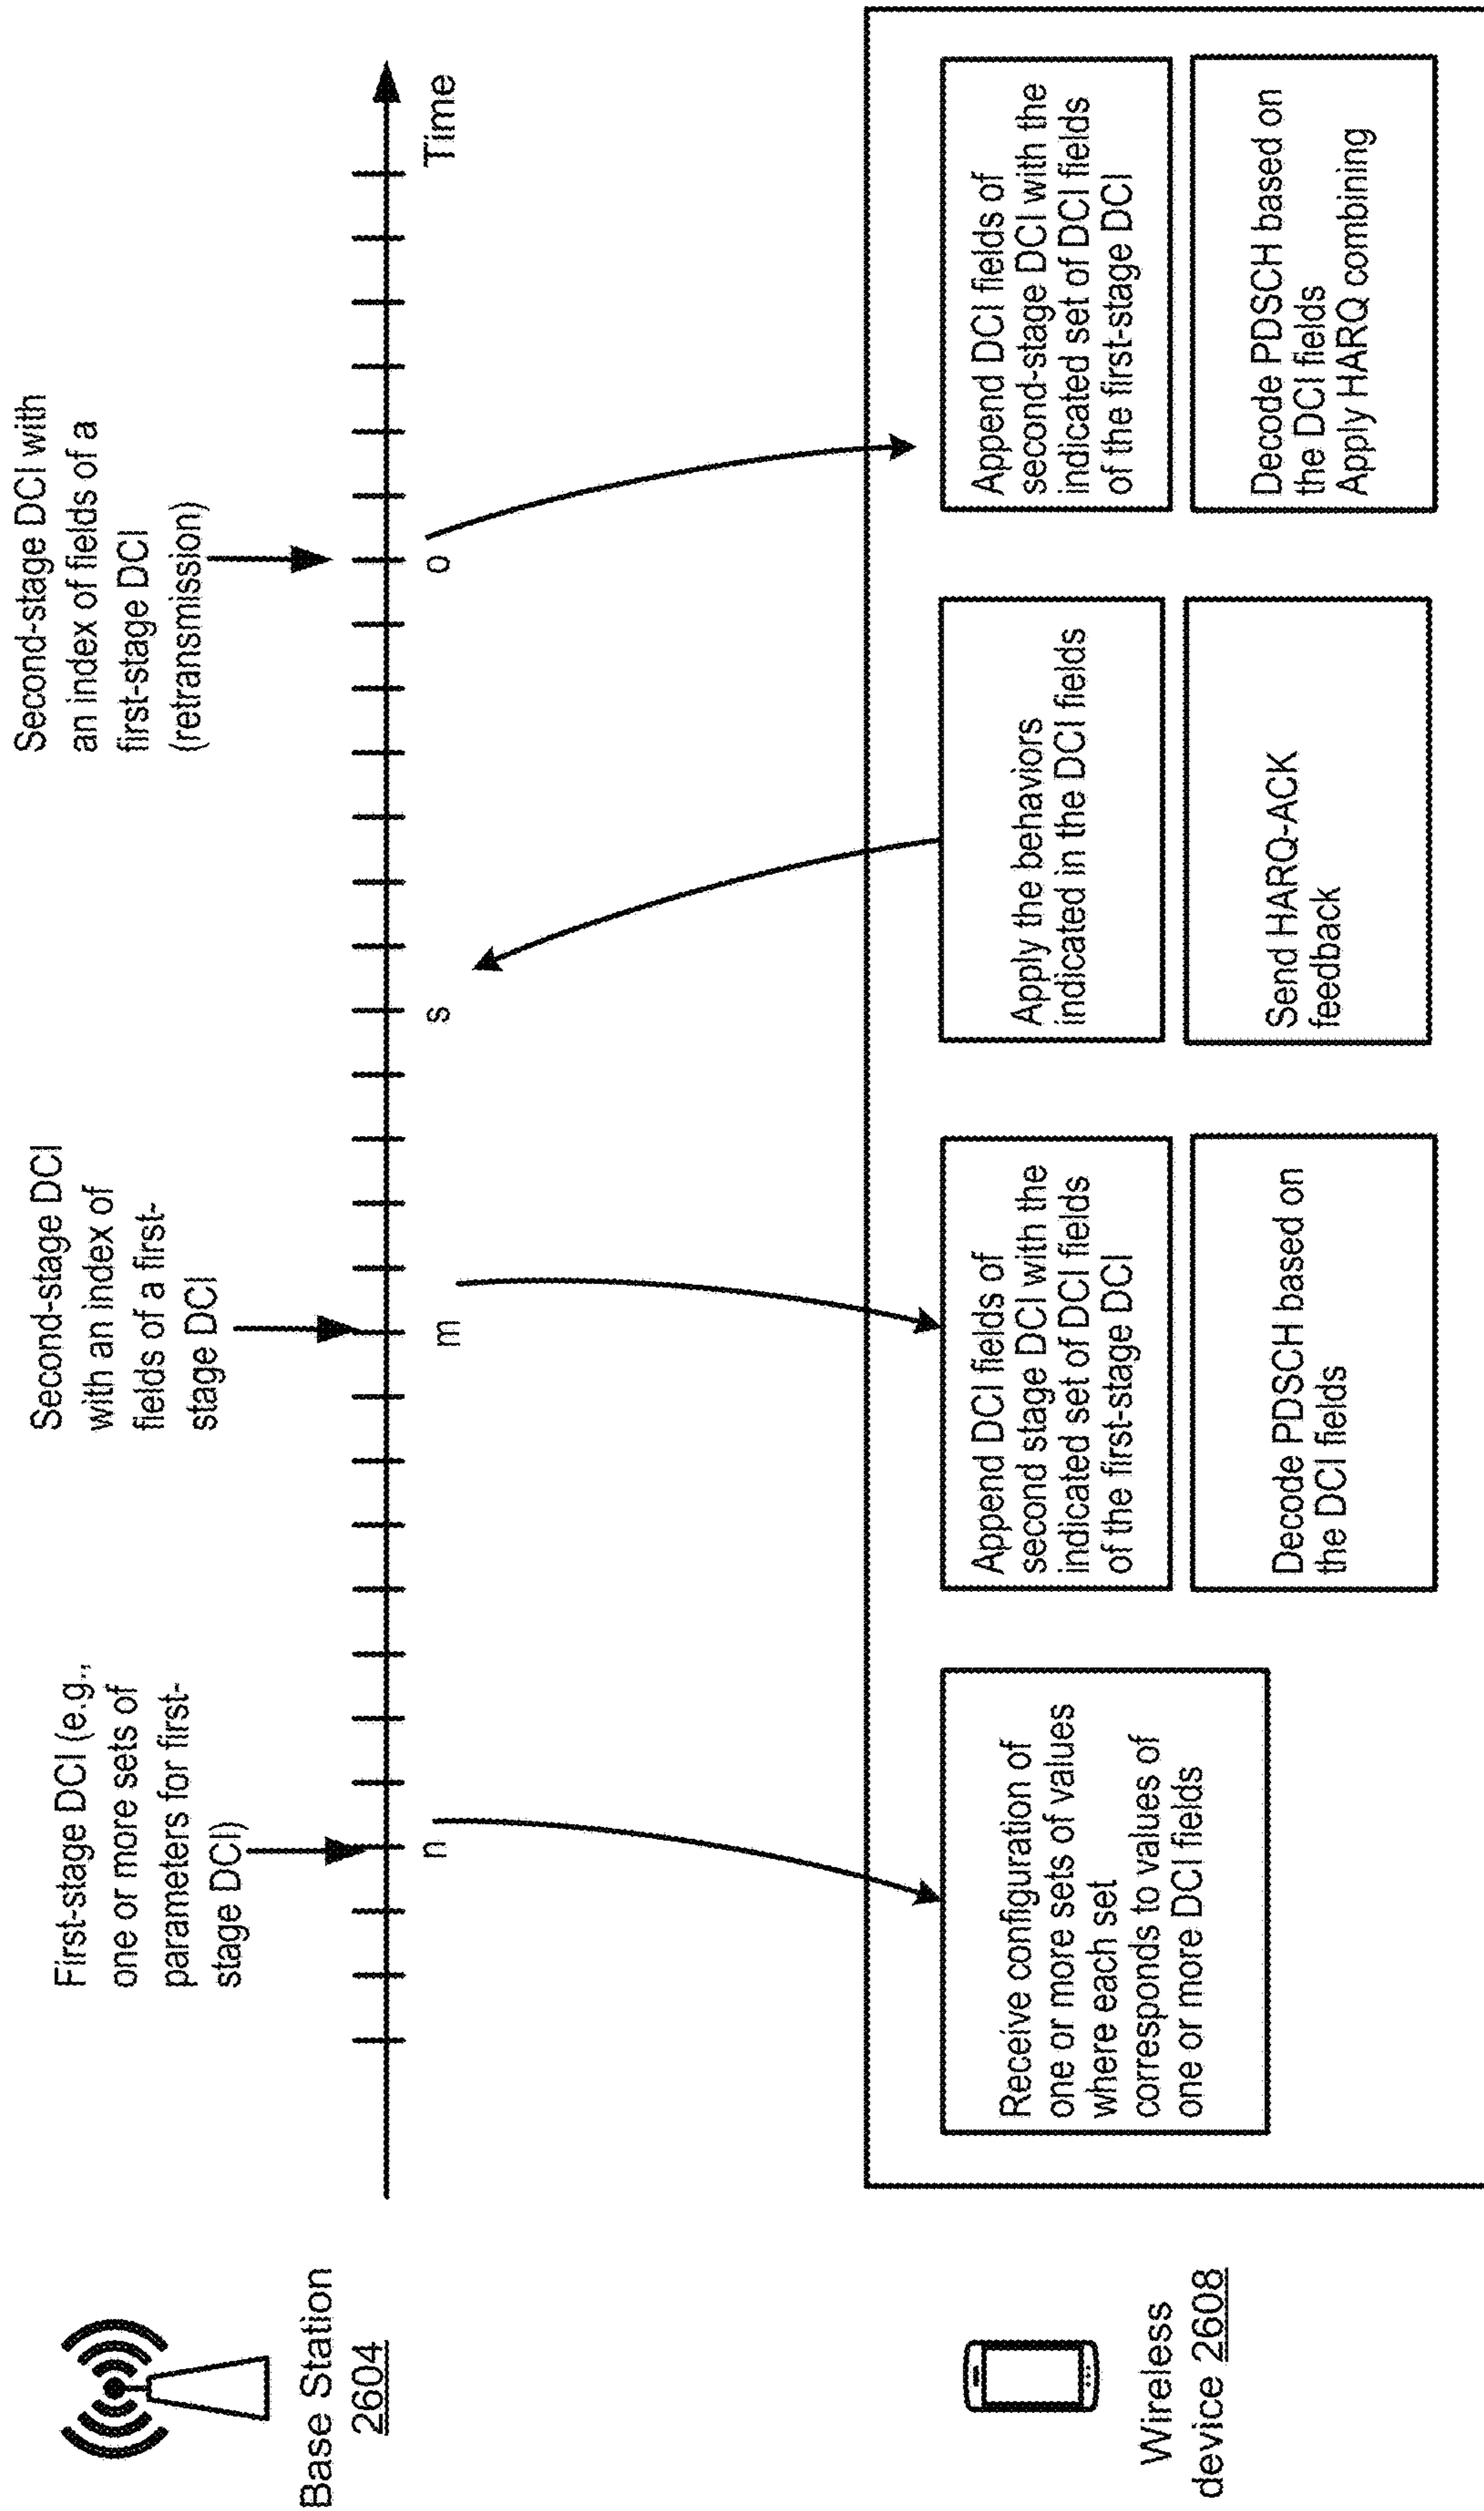 Base Station
2604
First-stage DCI (e.g.,
one or more sets of
parameters for first-
stage DCI)
Second-stage DCI
with an index of
fields of a first-
stage DCI
Second-stage DCI with
an index of fields of a
first-stage DCI
(retransmission)
n
m
s
o
Time
Wireless
device 2608
Receive configuration of
one or more sets of values
where each set
corresponds to values of
one or more DCI fields
Append DCI fields of
second stage DCI with the
indicated set of DCI fields
of the first-stage DCI
Decode PDSCH based on
the DCI fields
Apply the behaviors
indicated in the DCI fields
Send HARQ-ACK
feedback
Append DCI fields of
second-stage DCI with the
indicated set of DCI fields
of the first-stage DCI
Decode PDSCH based on
the DCI fields
Apply HARQ combining